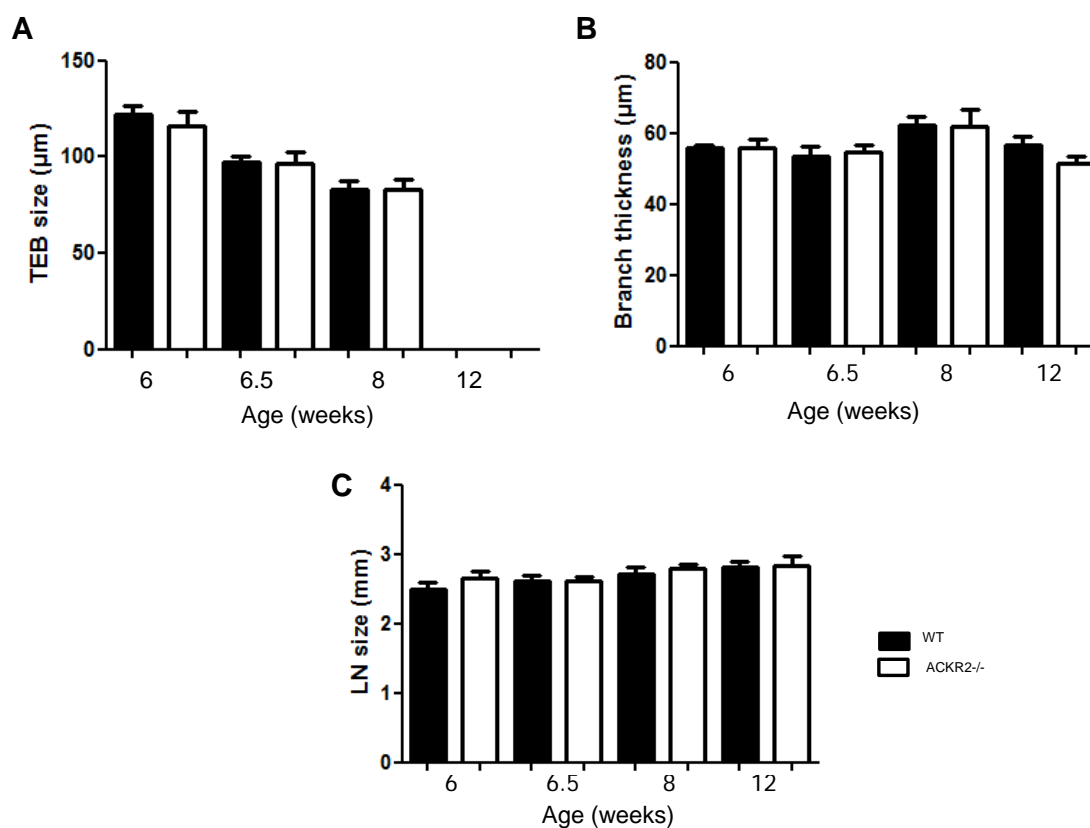 A
TEB size (µm)
150
100
50
0
6 6.5 8 12
Age (weeks)
B
Branch thickness (µm)
80
60
40
20
0
6 6.5 8 12
Age (weeks)
C
LN size (mm)
4
3
2
1
0
6 6.5 8 12
Age (weeks)
WT
ACKR2-/-